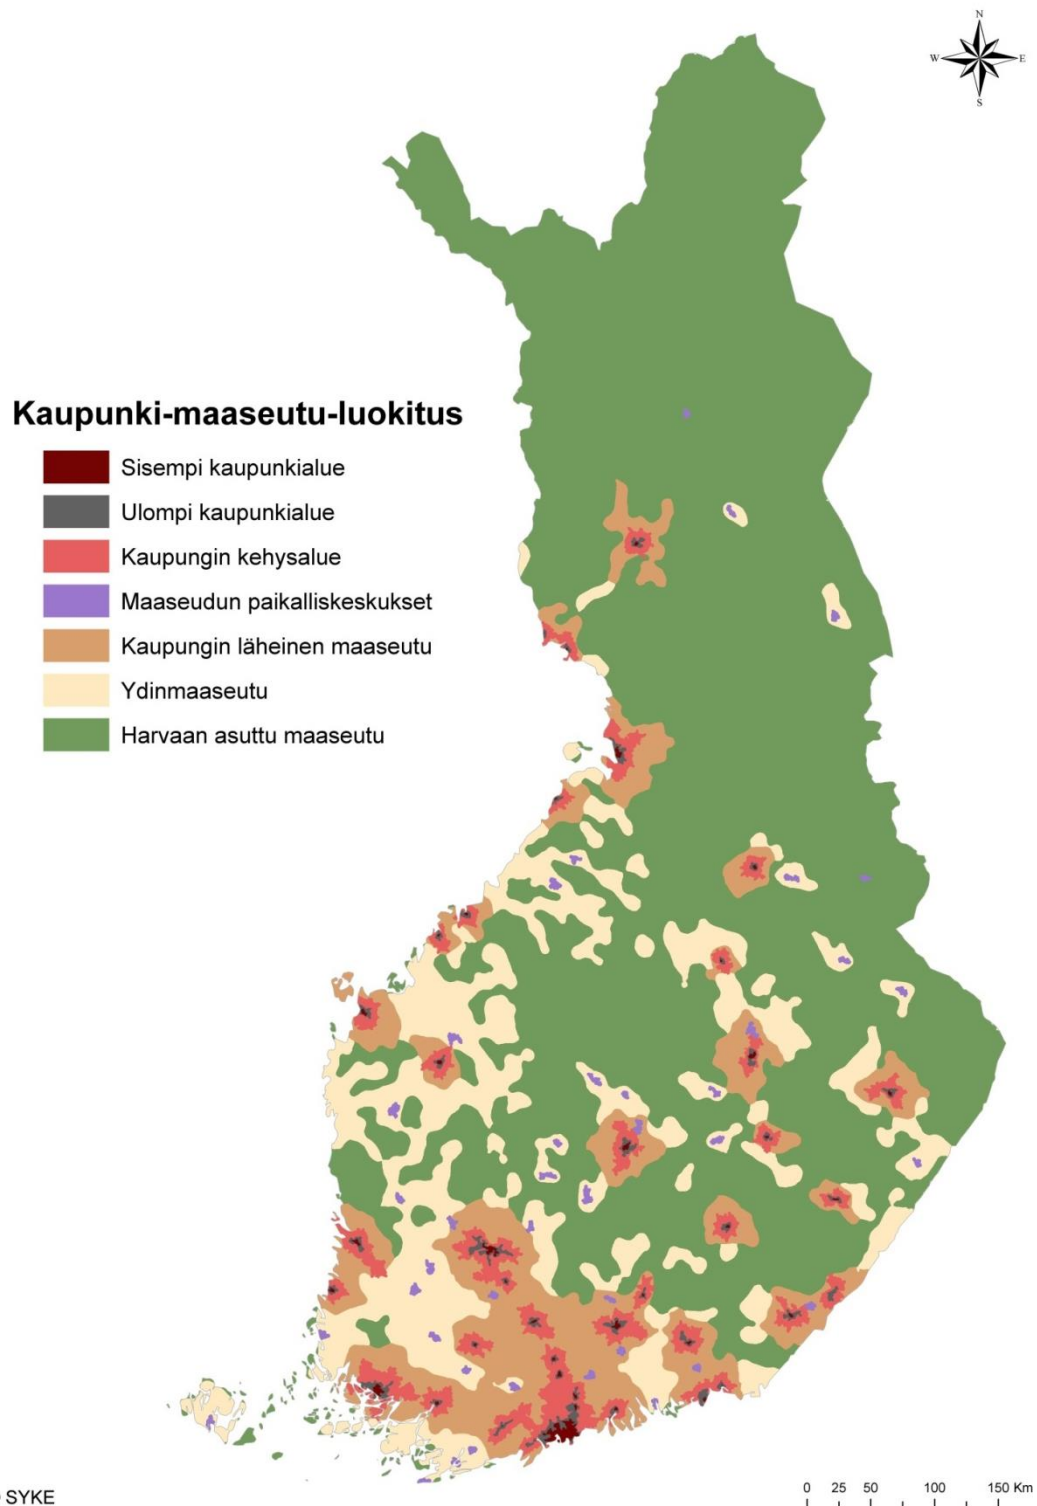 N
W E
S
Kaupunki-maaseutu-luokitus
Sisempi kaupunkialue
Ulompi kaupunkialue
Kaupungin kehysalue
Maaseudun paikalliskeskukset
Kaupungin läheinen maaseutu
Ydinmaaseutu
Harvaan asuttu maaseutu
SYKE
0 25 50 100 150 Km